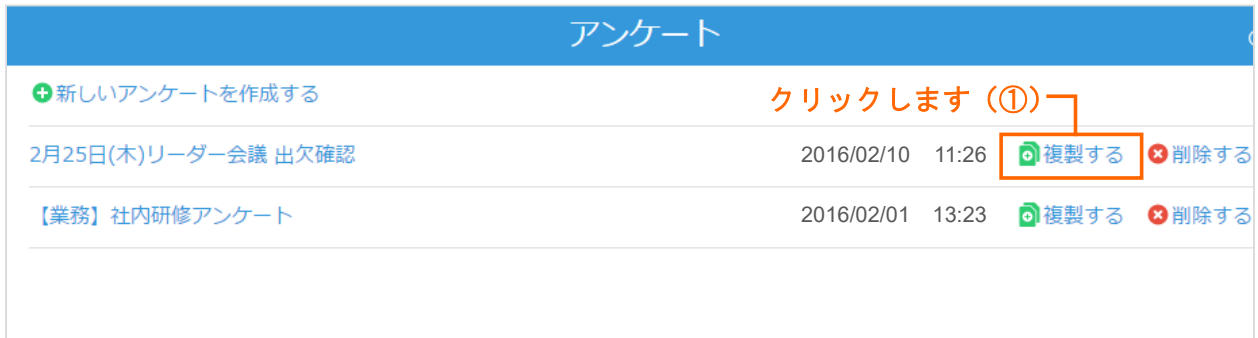 アンケート
新しいアンケートを作成する
クリックします（①）
2月25日(木)リーダー会議 出欠確認 2016/02/10 11:26 複製する 削除する
【業務】社内研修アンケート 2016/02/01 13:23 複製する 削除する